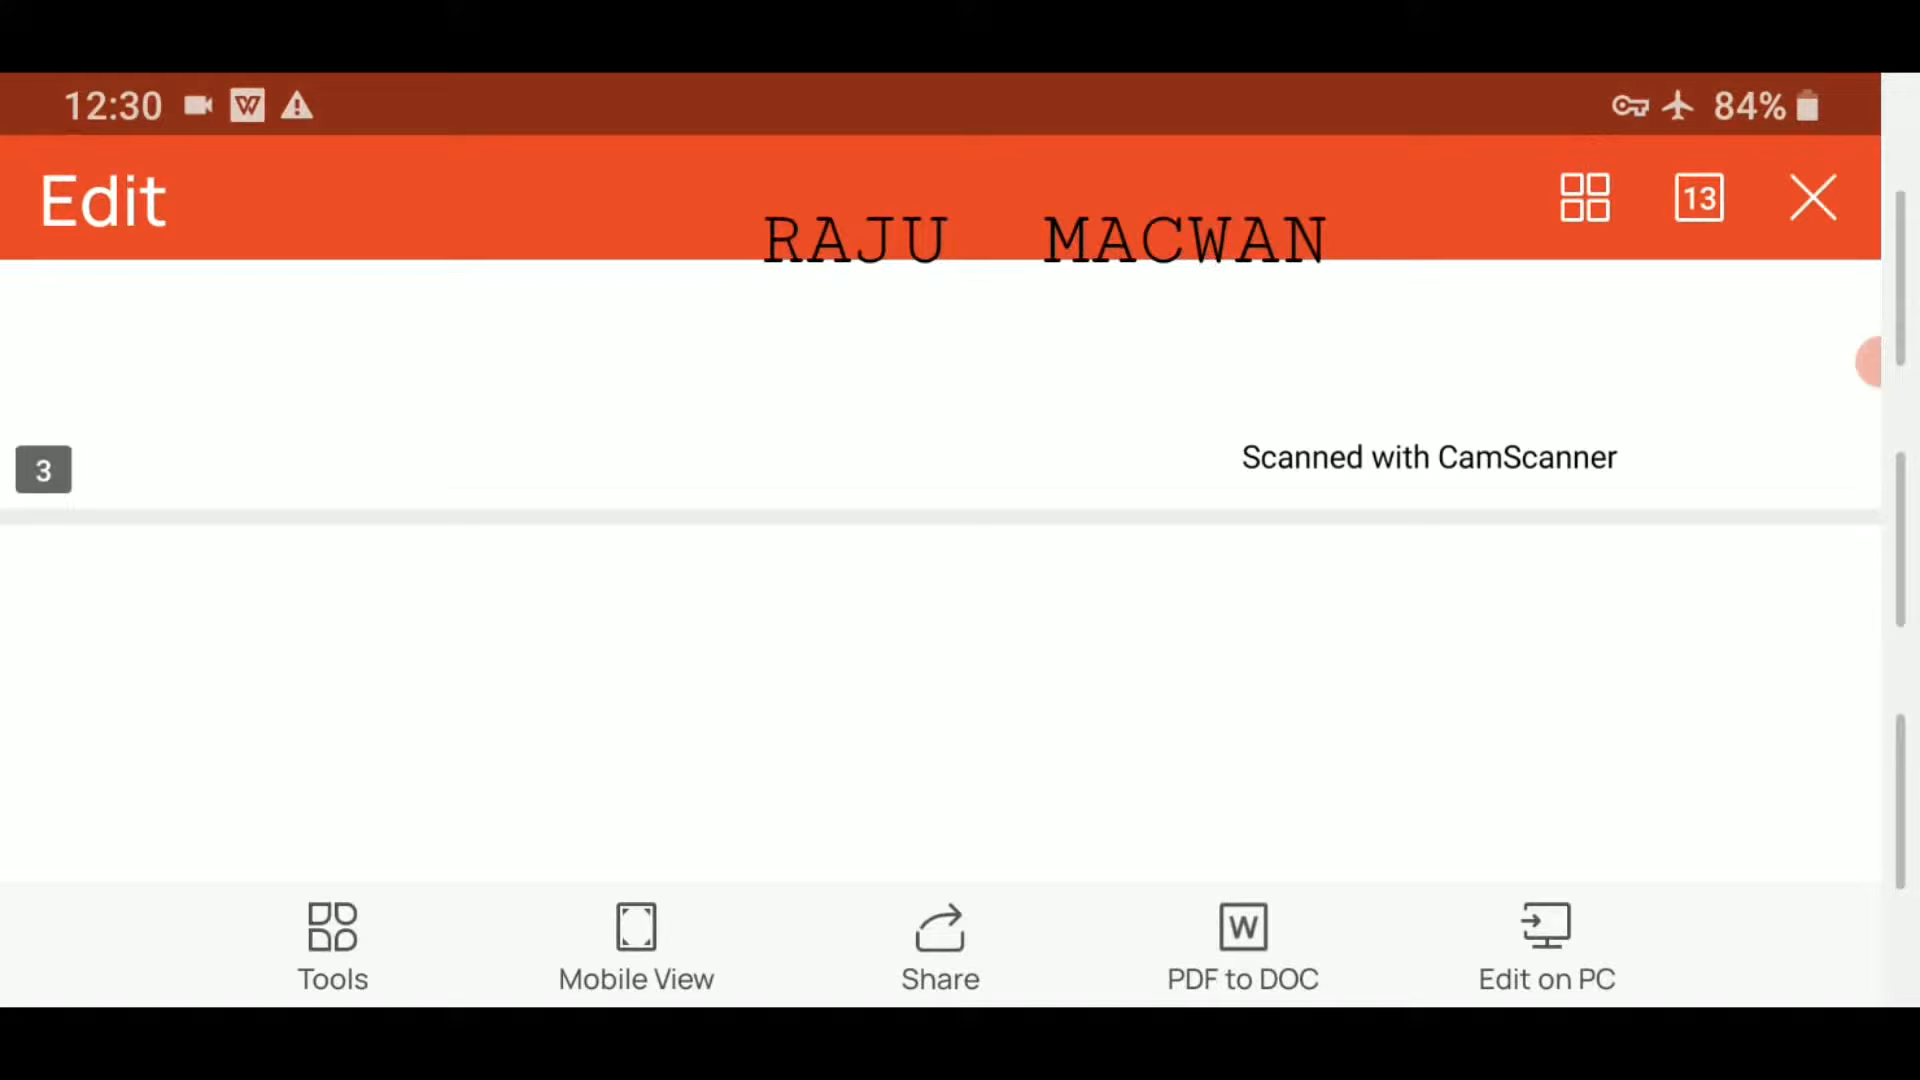 12:30 W 84%
Edit 13
RAJU MACWAN
Scanned with CamScanner
3
W
Tools Mobile View Share PDF to DOC Edit on PC